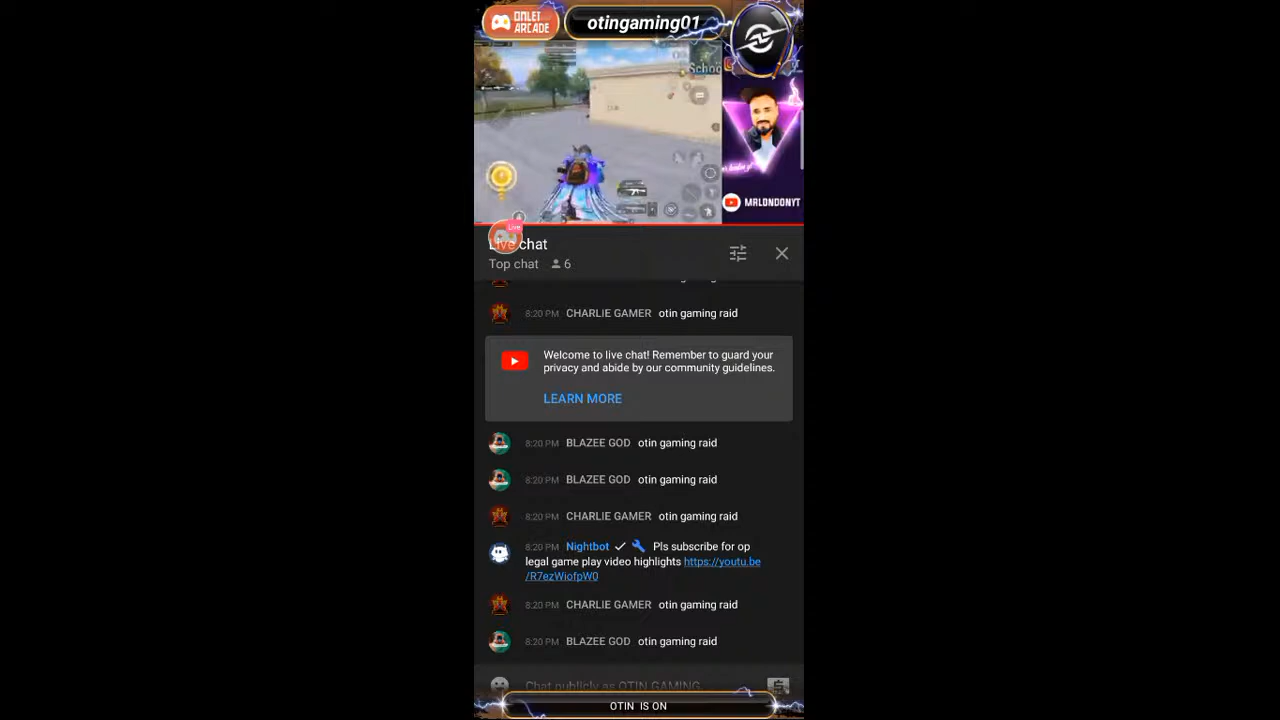 OMLET
ARCADE
otingaming01
Schoo
MRLONDONYT
Live
Live chat
Top chat 6
8:20 PM CHARLIE GAMER otin gaming raid
Welcome to live chat! Remember to guard your
privacy and abide by our community guidelines.
LEARN MORE
8:20 PM BLAZEE GOD otin gaming raid
8:20 PM BLAZEE GOD otin gaming raid
8:20 PM CHARLIE GAMER otin gaming raid
8:20 PM Nightbot Pls subscribe for op
legal game play video highlights https://youtu.be
/R7ezWiofpW0
8:20 PM CHARLIE GAMER otin gaming raid
8:20 PM BLAZEE GOD otin gaming raid
Chat publicly as OTIN GAMING
OTIN IS ON